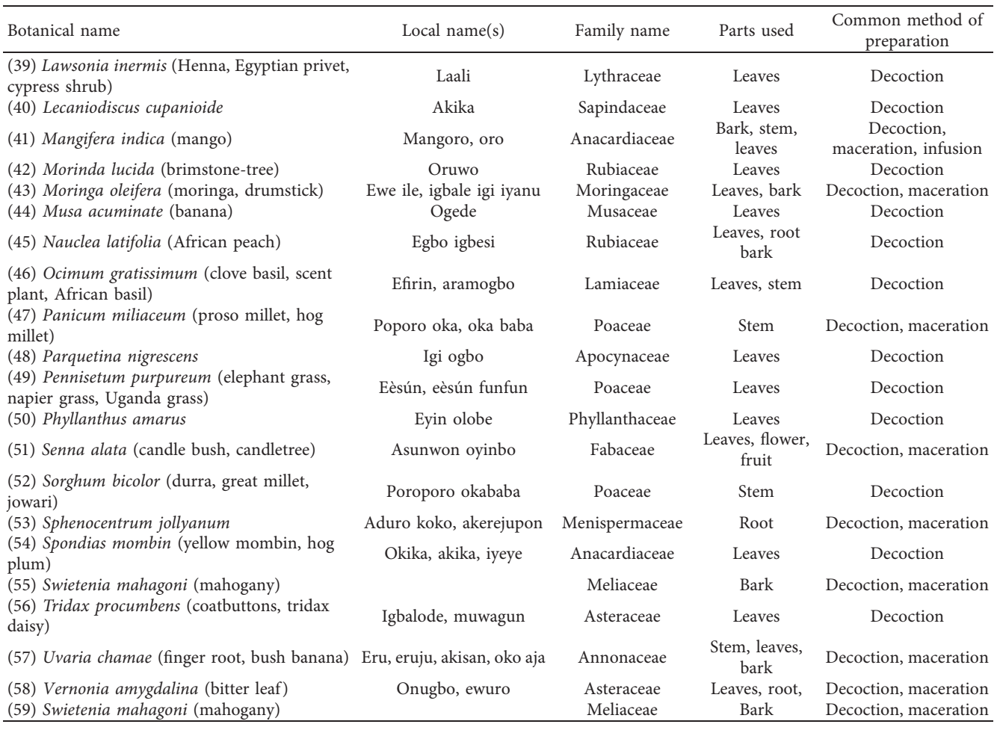 Botanical name Local name(s) Family name Parts used Common method of
preparation
(39) Lawsonia inermis (Henna, Egyptian privet,
cypress shrub) Laali Lythraceae Leaves Decoction
(40) Lecaniodiscus cupanioide Akika Sapindaceae Leaves Decoction
(41) Mangifera indica (mango) Mangoro, oro Anacardiaceae Bark, stem,
leaves Decoction,
maceration, infusion
(42) Morinda lucida (brimstone-tree) Oruwo Rubiaceae Leaves Decoction
(43) Moringa oleifera (moringa, drumstick) Ewe ile, igbale igi iyanu Moringaceae Leaves, bark Decoction, maceration
(44) Musa acuminate (banana) Ogede Musaceae Leaves Decoction
(45) Nauclea latifolia (African peach) Egbo igbesi Rubiaceae Leaves, root
bark Decoction
(46) Ocimum gratissimum (clove basil, scent
plant, African basil) Efirin, aramogbo Lamiaceae Leaves, stem Decoction
(47) Panicum miliaceum (proso millet, hog
millet) Poporo oka, oka baba Poaceae Stem Decoction, maceration
(48) Parquetina nigrescens Igi ogbo Apocynaceae Leaves Decoction
(49) Pennisetum purpureum (elephant grass,
napier grass, Uganda grass) Eèsún, eèsún funfun Poaceae Leaves Decoction
(50) Phyllanthus amarus Eyin olobe Phyllanthaceae Leaves Decoction
(51) Senna alata (candle bush, candletree) Asunwon oyinbo Fabaceae Leaves, flower,
fruit Decoction, maceration
(52) Sorghum bicolor (durra, great millet,
jowari) Poroporo okababa Poaceae Stem Decoction
(53) Sphenocentrum jollyanum Aduro koko, akerejupon Menispermaceae Root Decoction, maceration
(54) Spondias mombin (yellow mombin, hog
plum) Okika, akika, iyeye Anacardiaceae Leaves Decoction
(55) Swietenia mahagoni (mahogany) Meliaceae Bark Decoction, maceration
(56) Tridax procumbens (coatbuttons, tridax
daisy) Igbalode, muwagun Asteraceae Leaves Decoction
(57) Uvaria chamae (finger root, bush banana) Eru, eruju, akisan, oko aja Annonaceae Stem, leaves,
bark Decoction, maceration
(58) Vernonia amygdalina (bitter leaf) Onugbo, ewuro Asteraceae Leaves, root, Decoction, maceration
(59) Swietenia mahagoni (mahogany) Meliaceae Bark Decoction, maceration